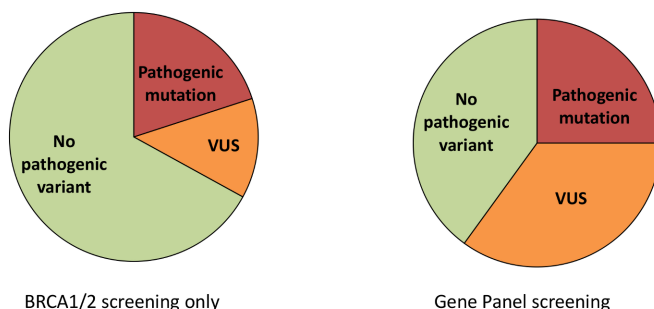 Pathogenic
mutation
VUS
No
pathogenic
variant
BRCA1/2 screening only
Pathogenic
mutation
VUS
No
pathogenic
variant
Gene Panel screening